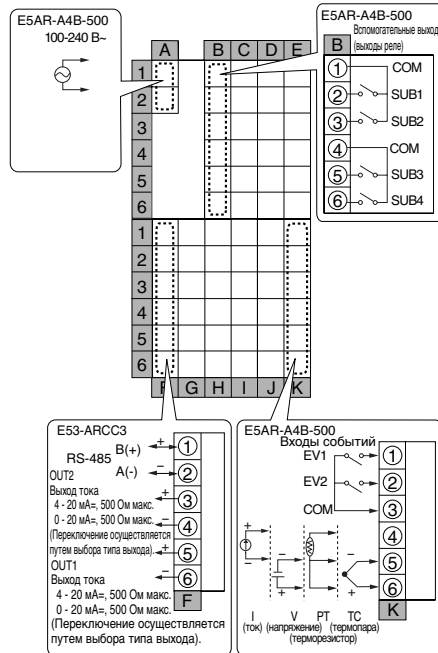 E5AR-A4B-500
100-240 В~
A
B C D E
1
2
3
4
5
6
1
2
3
4
5
6
F G H I J K
E5AR-A4B-500
Вспомогательные выход
(выходы реле)
B
1 COM
2 SUB1
3 SUB2
4 COM
5 SUB3
6 SUB4
E53-ARCC3
RS-485
B(+) + 1
A(-) − 2
OUT2
Выход тока
4 - 20 мA=, 500 Ом макс.
0 - 20 мA=, 500 Ом макс.
(Переключение осуществляется
путем выбора типа выхода).
+ 3
− 4
+ 5
− 6
F
OUT1
Выход тока
4 - 20 мA=, 500 Ом макс.
0 - 20 мA=, 500 Ом макс.
(Переключение осуществляется
путем выбора типа выхода).
E5AR-A4B-500
Входы событий
EV1 1
EV2 2
COM 3
4
5
6
K
+ − − −
− + + +
I V PT TC
(ток) (напряжение) (термопара)
(терморезистор)